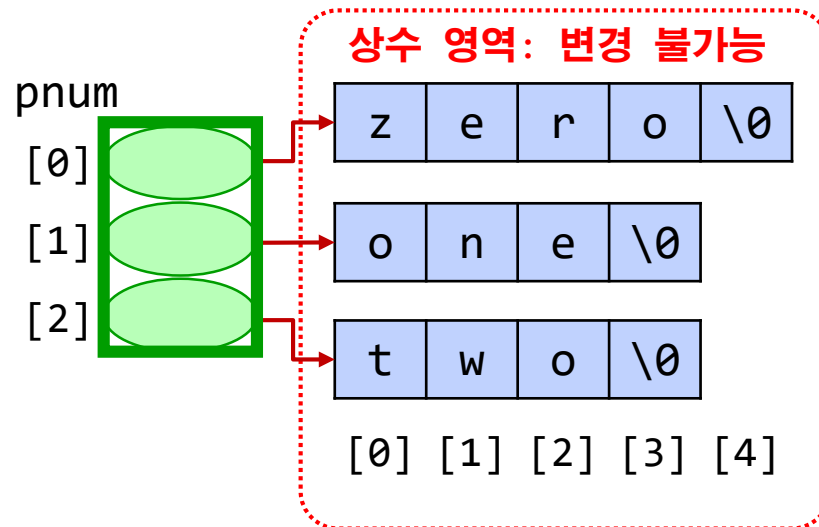 상수 영역: 변경 불가능
pnum
[0] z e r o \0
[1] o n e \0
[2] t w o \0
[0] [1] [2] [3] [4]